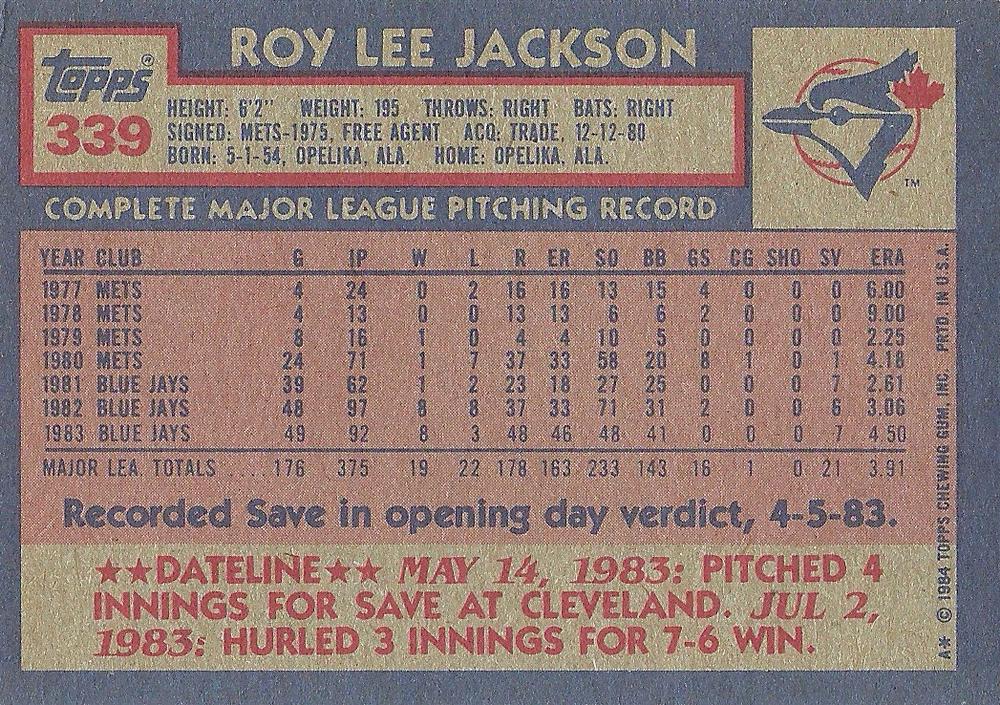 ROY LEE JACKSON
topps®
339
HEIGHT: 6'2" WEIGHT: 195 THROWS: RIGHT BATS: RIGHT
SIGNED: METS-1975, FREE AGENT ACQ: TRADE, 12-12-80
BORN: 5-1-54, OPELIKA, ALA. HOME: OPELIKA, ALA.
TM
COMPLETE MAJOR LEAGUE PITCHING RECORD
YEAR CLUB G IP W L R ER SO BB GS CG SHO SV ERA
1977 METS 4 24 0 2 16 16 13 15 4 0 0 0 6.00
1978 METS 4 13 0 0 13 13 6 6 2 0 0 0 9.00
1979 METS 8 16 1 0 4 4 10 5 0 0 0 0 2.25
1980 METS 24 71 1 7 37 33 58 20 8 1 0 1 4.18
1981 BLUE JAYS 39 62 1 2 23 18 27 25 0 0 0 7 2.61
1982 BLUE JAYS 48 97 8 8 37 33 71 31 2 0 0 6 3.06
1983 BLUE JAYS 49 92 8 3 48 46 48 41 0 0 0 7 4.50
MAJOR LEA. TOTALS .... 176 375 19 22 178 163 233 143 16 1 0 21 3.91
Recorded Save in opening day verdict, 4-5-83.
★★DATELINE★★ MAY 14, 1983: PITCHED 4
INNINGS FOR SAVE AT CLEVELAND. JUL 2,
1983: HURLED 3 INNINGS FOR 7-6 WIN.
A* © 1984 TOPPS CHEWING GUM, INC. PRTD. IN U.S.A.